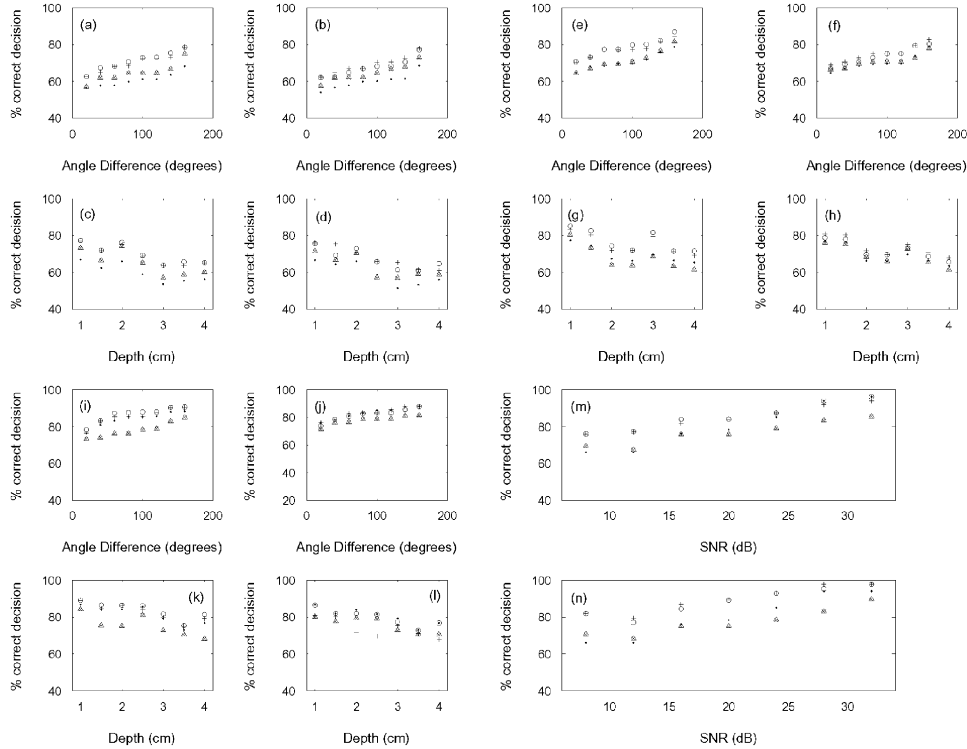 (a) (b) (e) (f)
% correct decision % correct decision % correct decision % correct decision
100 100 100 100
80 80 80 80
60 60 60 60
40 40 40 40
0 100 200 0 100 200 0 100 200 0 100 200
Angle Difference (degrees) Angle Difference (degrees) Angle Difference (degrees) Angle Difference (degrees)
(c) (d) (g) (h)
% correct decision % correct decision % correct decision % correct decision
100 100 100 100
80 80 80 80
60 60 60 60
40 40 40 40
1 2 3 4 1 2 3 4 1 2 3 4 1 2 3 4
Depth (cm) Depth (cm) Depth (cm) Depth (cm)
(i) (j) (m)
% correct decision % correct decision % correct decision
100 100 100
80 80 80
60 60 60
40 40 40
20
0 100 200 0 100 200 10 15 20 25 30
Angle Difference (degrees) Angle Difference (degrees) SNR (dB)
(k) (l) (n)
% correct decision % correct decision % correct decision
100 100 100
80 80 80
60 60 60
40 40 40
1 2 3 4 1 2 3 4 10 15 20 25 30
Depth (cm) Depth (cm) SNR (dB)